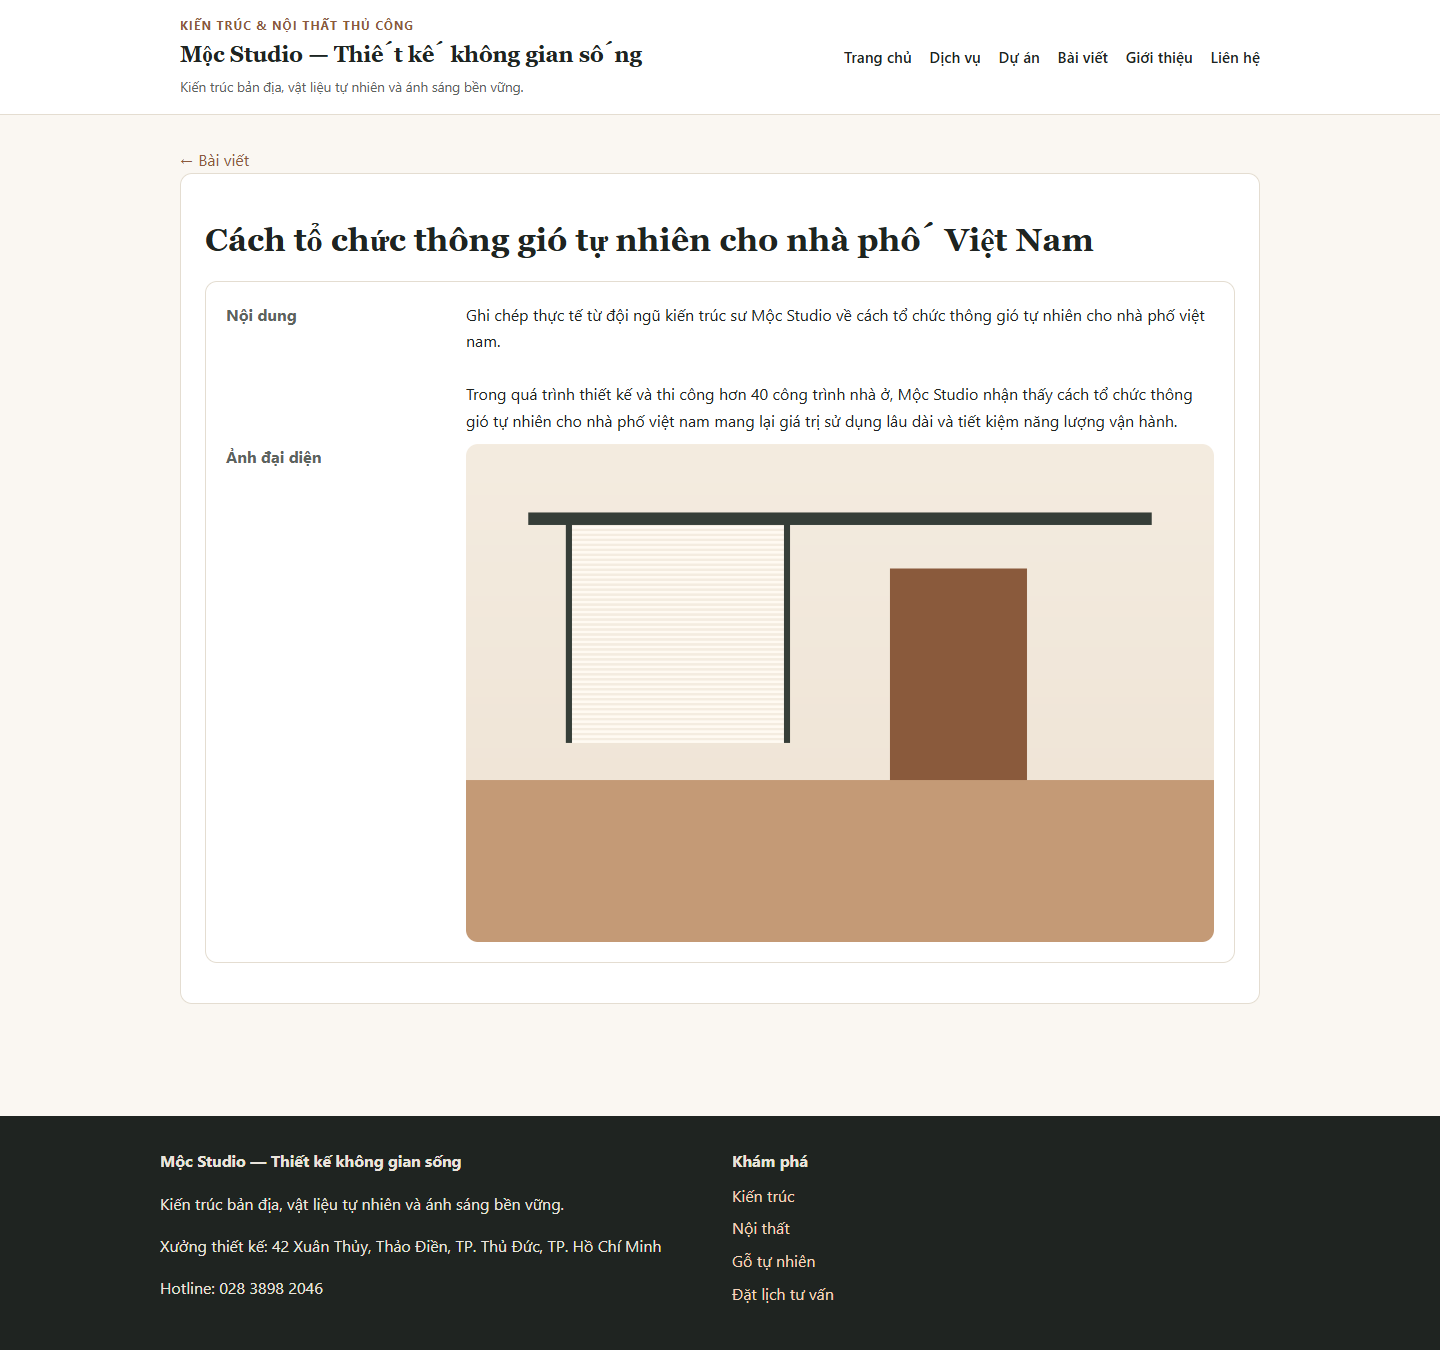 KIẾN TRÚC & NỘI THẤT THỦ CÔNG
Mộc Studio — Thiết kế không gian sống
Kiến trúc bản địa, vật liệu tự nhiên và ánh sáng bền vững.
Trang chủ Dịch vụ Dự án Bài viết Giới thiệu Liên hệ
← Bài viết
Cách tổ chức thông gió tự nhiên cho nhà phố Việt Nam
Nội dung
Ghi chép thực tế từ đội ngũ kiến trúc sư Mộc Studio về cách tổ chức thông gió tự nhiên cho nhà phố việt
nam.
Trong quá trình thiết kế và thi công hơn 40 công trình nhà ở, Mộc Studio nhận thấy cách tổ chức thông
gió tự nhiên cho nhà phố việt nam mang lại giá trị sử dụng lâu dài và tiết kiệm năng lượng vận hành.
Ảnh đại diện
Mộc Studio — Thiết kế không gian sống
Kiến trúc bản địa, vật liệu tự nhiên và ánh sáng bền vững.
Xưởng thiết kế: 42 Xuân Thủy, Thảo Điền, TP. Thủ Đức, TP. Hồ Chí Minh
Hotline: 028 3898 2046
Khám phá
Kiến trúc
Nội thất
Gỗ tự nhiên
Đặt lịch tư vấn